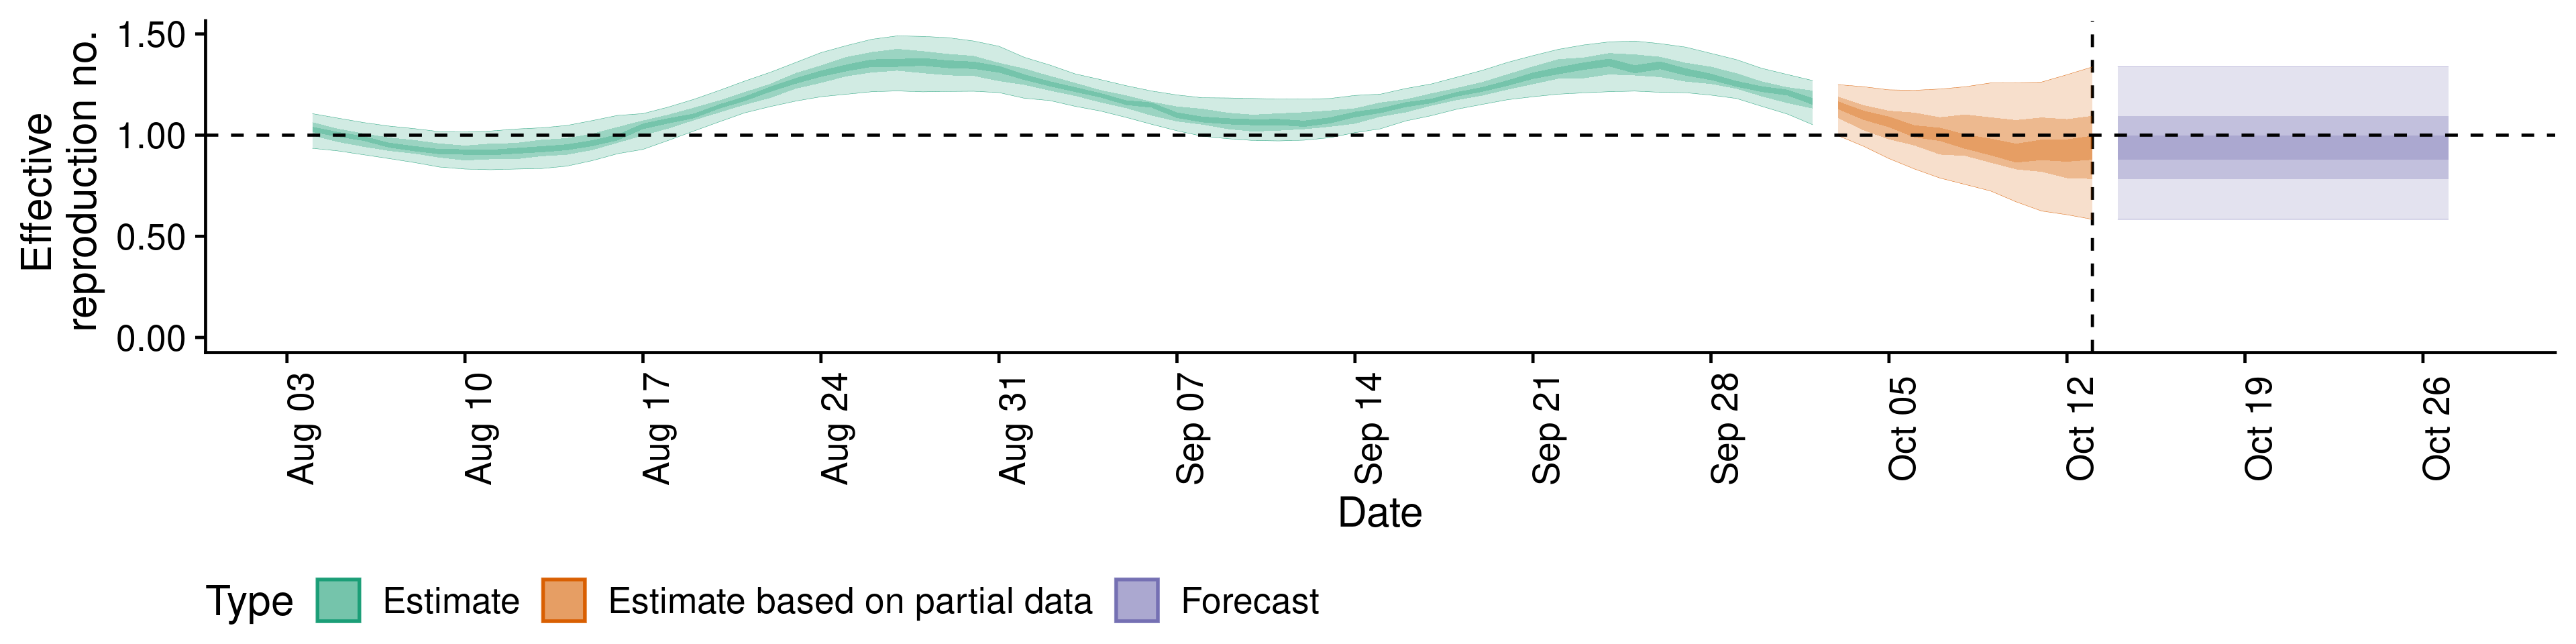 Effective
reproduction no.
1.50
1.00
0.50
0.00
Aug 03
Aug 10
Aug 17
Aug 24
Aug 31
Sep 07
Sep 14
Sep 21
Sep 28
Oct 05
Oct 12
Oct 19
Oct 26
Date
Type Estimate Estimate based on partial data Forecast